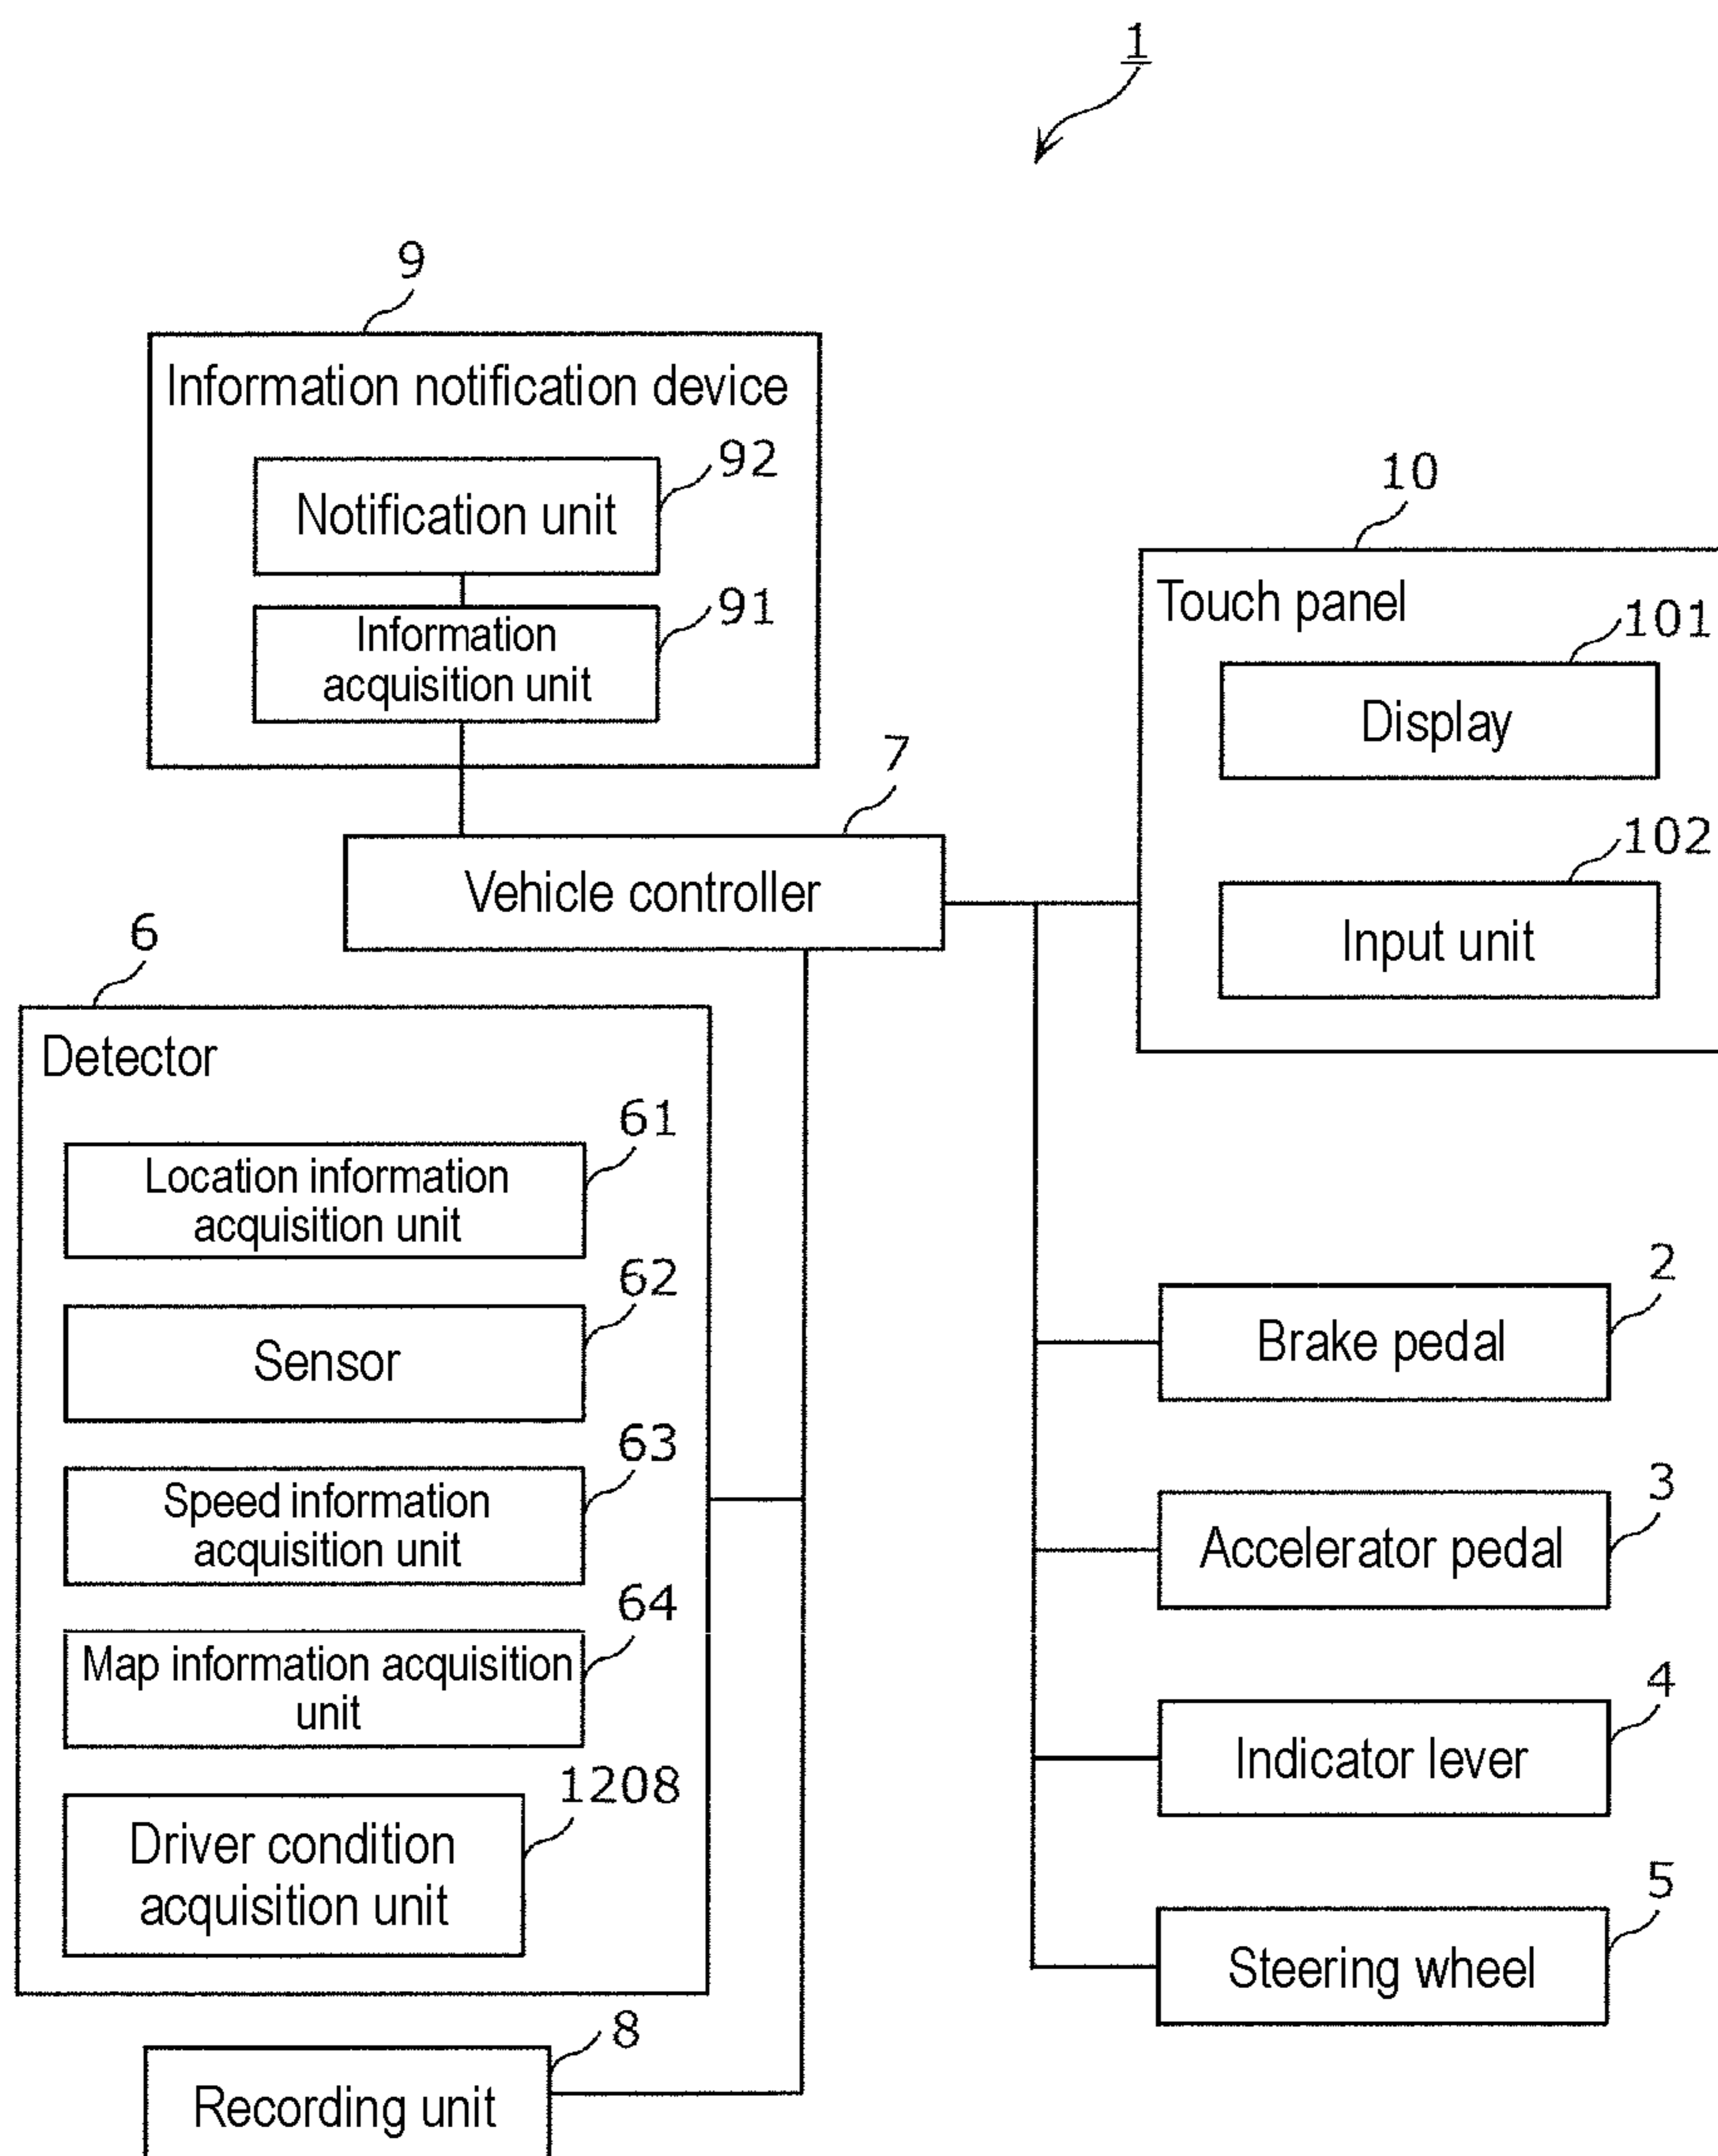 1
9
Information notification device
92
Notification unit
91
Information
acquisition unit
10
Touch panel
101
Display
102
Input unit
7
Vehicle controller
6
Detector
61
Location information
acquisition unit
62
Sensor
63
Speed information
acquisition unit
64
Map information acquisition
unit
1208
Driver condition
acquisition unit
8
Recording unit
2
Brake pedal
3
Accelerator pedal
4
Indicator lever
5
Steering wheel